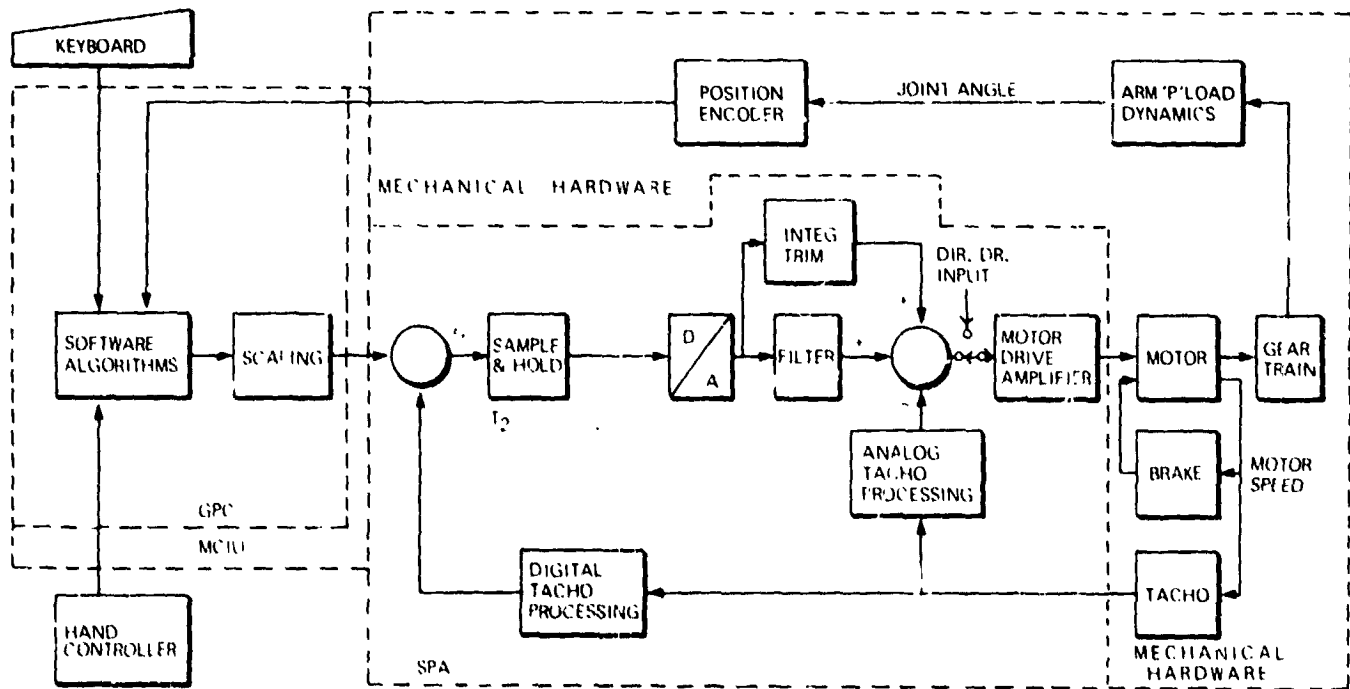 KEYBOARD
POSITION
ENCODER
JOINT ANGLE
ARM 'P'LOAD
DYNAMICS
MECHANICAL HARDWARE
INTEG
TRIM
DIR. DR.
INPUT
SOFTWARE
ALGORITHMS
SCALING
SAMPLE
& HOLD
T2
D
A
FILTER
+
MOTOR
DRIVE
AMPLIFIER
MOTOR
GEAR
TRAIN
ANALOG
TACHO
PROCESSING
BRAKE
MOTOR
SPEED
GPC
MCIU
DIGITAL
TACHO
PROCESSING
TACHO
HAND
CONTROLLER
SPA
MECHANICAL
HARDWARE